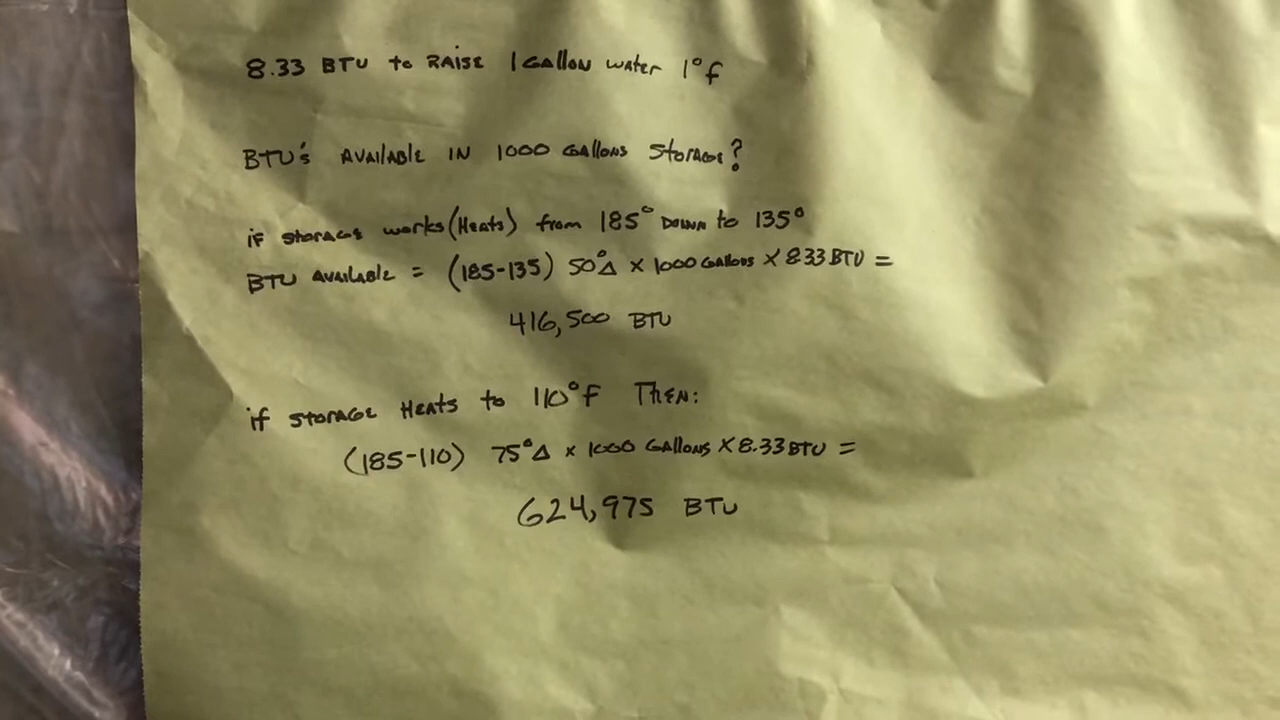 8.33 BTU to RAISE 1 GALLON WATER 1°F
BTU's AVAILABLE IN 1000 GALLONS STORAGE?
if STORAGE WORKS (HEATS) from 185° DOWN to 135°
BTU AVAILABLE = (185-135) 50°Δ × 1000 GALLONS × 8.33 BTU =
416,500 BTU
if STORAGE HEATS to 110°F THEN:
(185-110) 75°Δ × 1000 GALLONS × 8.33 BTU =
624,975 BTU